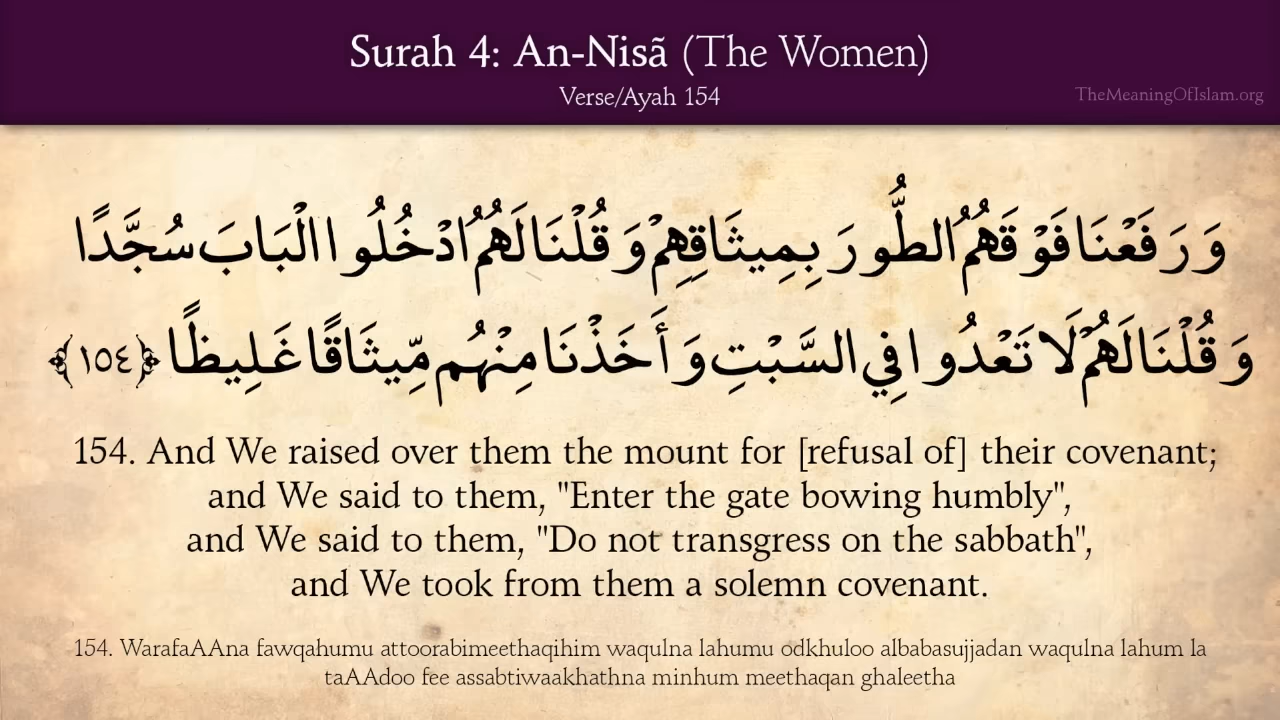 Surah 4: An-Nisã (The Women)
Verse/Ayah 154
TheMeaningOfIslam.org
وَرَفَعْنَا فَوْقَهُمُ الطُّورَ بِمِيثَاقِهِمْ وَقُلْنَا لَهُمُ ادْخُلُوا الْبَابَ سُجَّدًا
وَقُلْنَا لَهُمْ لَا تَعْدُوا فِي السَّبْتِ وَأَخَذْنَا مِنْهُم مِّيثَاقًا غَلِيظًا ﴿١٥٤﴾
154. And We raised over them the mount for [refusal of] their covenant;
and We said to them, "Enter the gate bowing humbly",
and We said to them, "Do not transgress on the sabbath",
and We took from them a solemn covenant.
154. WarafaAAna fawqahumu attoorabimeethaqihim waqulna lahumu odkhuloo albabasujjadan waqulna lahum la
taAAdoo fee assabtiwaakhathna minhum meethaqan ghaleetha